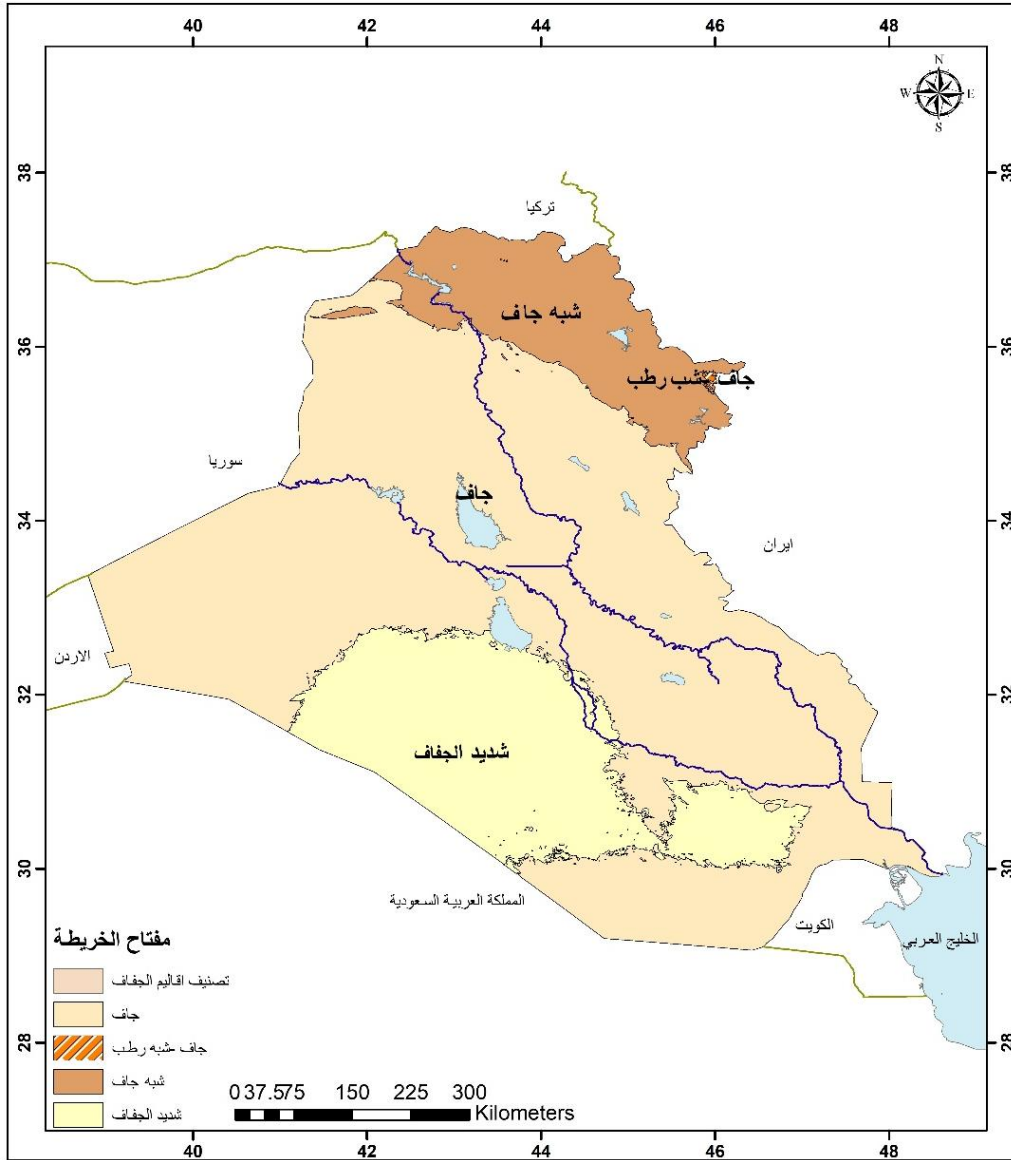 40 42 44 46 48
N
W E
S
38 38
تركيا
شبه جاف
36 36
جاف -شب رطب
سوريا
جاف
34 34
ايران
الاردن
32 32
شديد الجفاف
30 30
المملكة العربية السعودية
الكويت
الخليج العربي
مفتاح الخريطة
تصنيف اقاليم الجفاف
جاف
28 28
جاف -شبه رطب
شبه جاف
شديد الجفاف
0 37.575 150 225 300
Kilometers
40 42 44 46 48